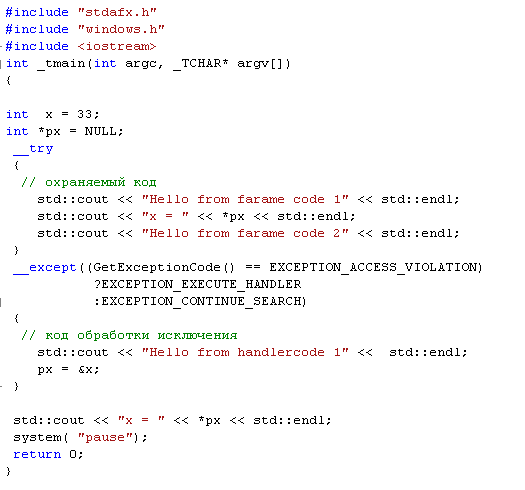 #include "stdafx.h"
#include "windows.h"
#include <iostream>
int _tmain(int argc, _TCHAR* argv[])
{
int  x = 33;
int *px = NULL;
__try
{
// охраняемый код
std::cout << "Hello from farame code 1" << std::endl;
std::cout << "x = " << *px << std::endl;
std::cout << "Hello from farame code 2" << std::endl;
}
__except((GetExceptionCode() == EXCEPTION_ACCESS_VIOLATION)
?EXCEPTION_EXECUTE_HANDLER
:EXCEPTION_CONTINUE_SEARCH)
{
// код обработки исключения
std::cout << "Hello from handlercode 1" <<  std::endl;
px = &x;
}
std::cout << "x = " << *px << std::endl;
system( "pause");
return 0;
}